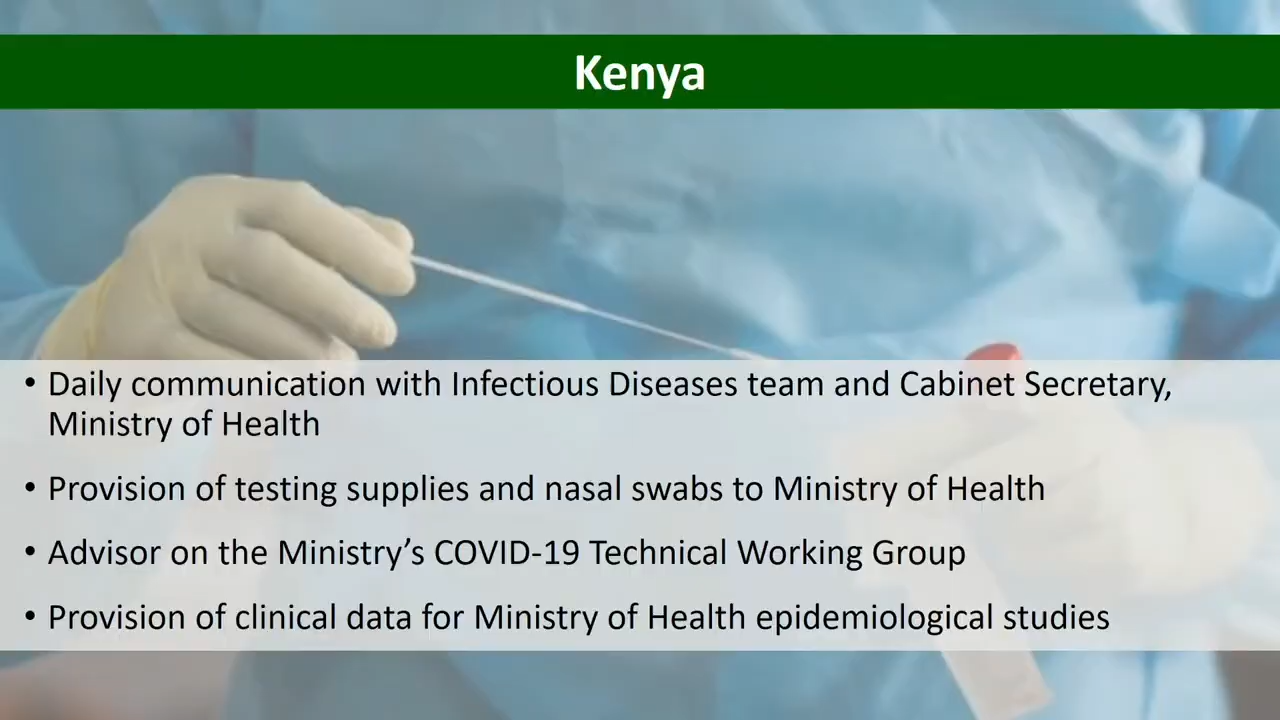 Kenya
• Daily communication with Infectious Diseases team and Cabinet Secretary,
Ministry of Health
• Provision of testing supplies and nasal swabs to Ministry of Health
• Advisor on the Ministry’s COVID-19 Technical Working Group
• Provision of clinical data for Ministry of Health epidemiological studies